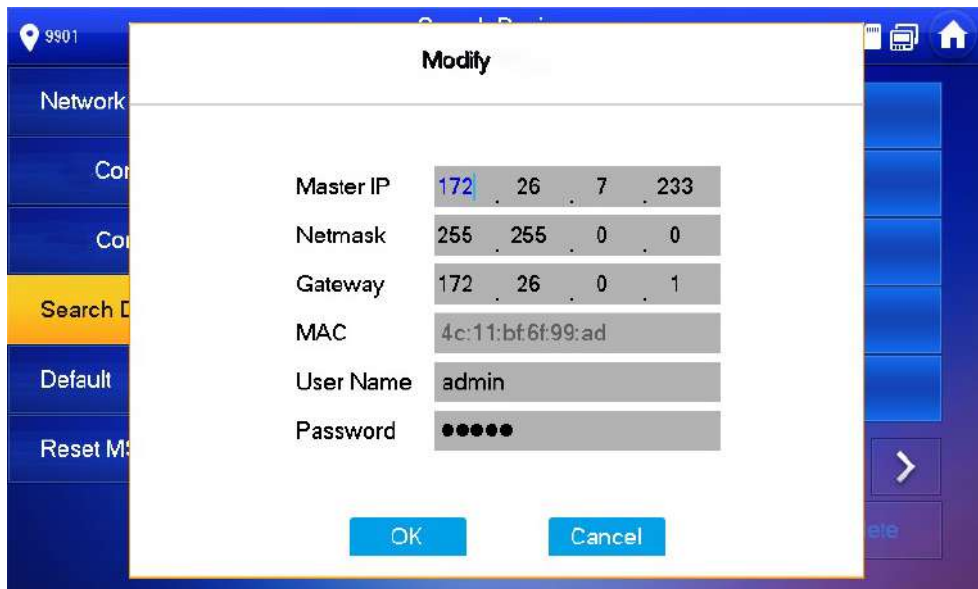 9901
Modify
Network
Master IP 172 . 26 . 7 . 233
Netmask 255 . 255 . 0 . 0
Gateway 172 . 26 . 0 . 1
Search D
MAC 4c:11:bf:6f:99:ad
Default
User Name admin
Password ●●●●●
Reset MS
OK Cancel